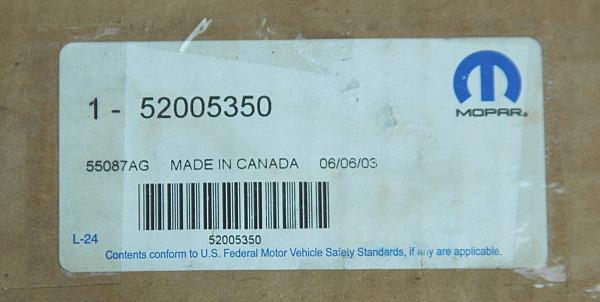 1 - 52005350
MOPAR®
55087AG MADE IN CANADA 06/06/03
52005350
L-24
Contents conform to U.S. Federal Motor Vehicle Safety Standards, if any are applicable.